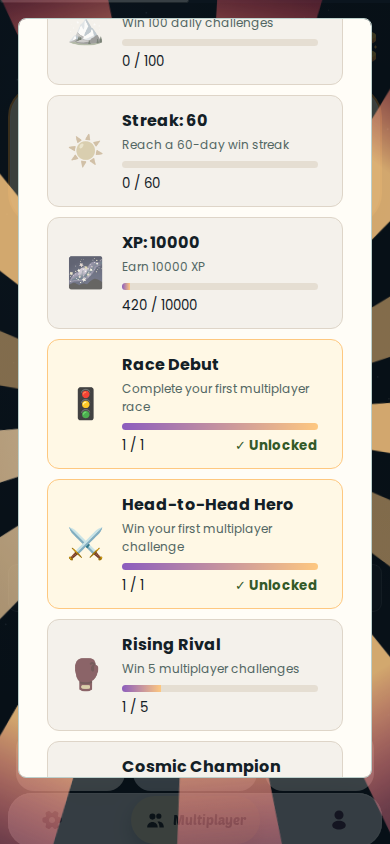 Win 100 daily challenges
0 / 100
Streak: 60
Reach a 60-day win streak
0 / 60
XP: 10000
Earn 10000 XP
420 / 10000
Race Debut
Complete your first multiplayer
race
1 / 1 ✓ Unlocked
Head-to-Head Hero
Win your first multiplayer
challenge
1 / 1 ✓ Unlocked
Rising Rival
Win 5 multiplayer challenges
1 / 5
Cosmic Champion
Multiplayer